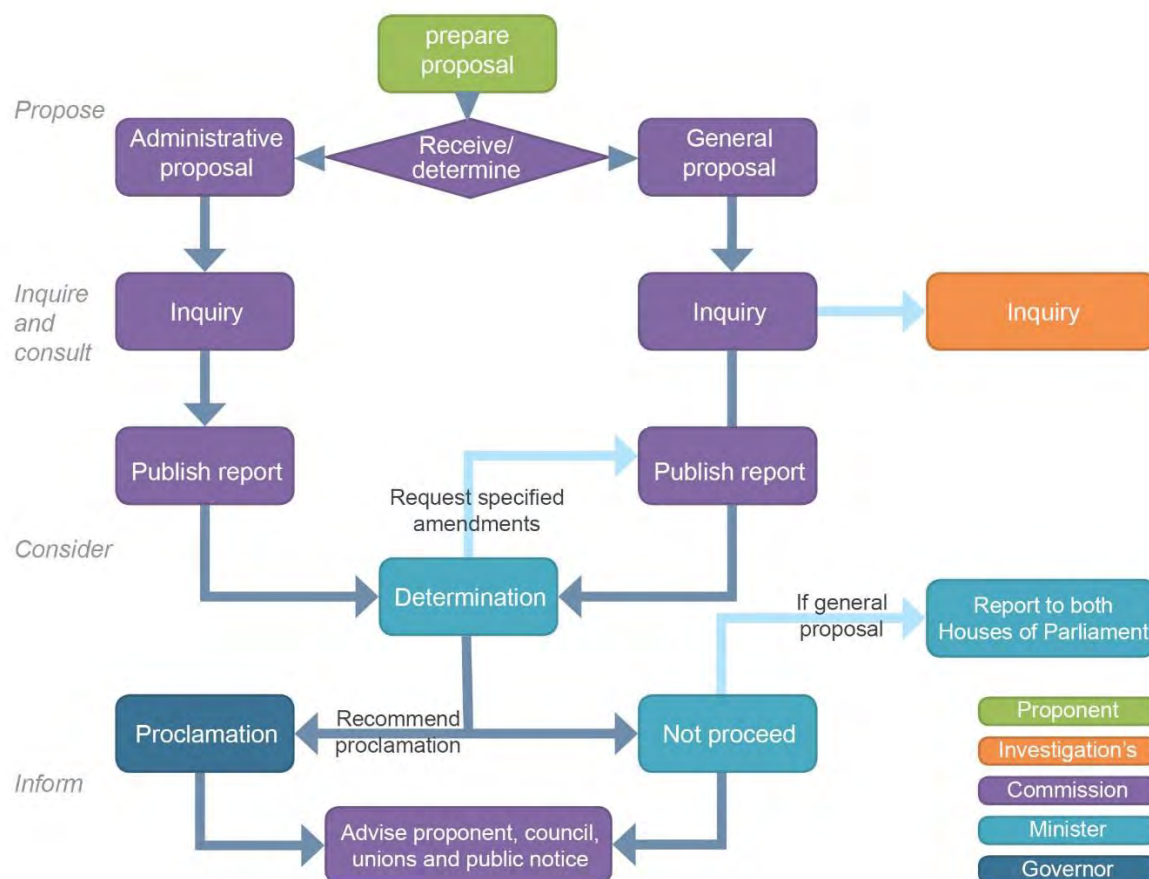 prepare
proposal
Propose
Administrative
proposal
Receive/
determine
General
proposal
Inquire
and
consult
Inquiry
Inquiry
Inquiry
Publish report
Publish report
Request specified
amendments
Consider
Determination
If general
proposal
Report to both
Houses of Parliament
Proclamation
Recommend
proclamation
Not proceed
Inform
Advise proponent, council,
unions and public notice
Proponent
Investigation's
Commission
Minister
Governor